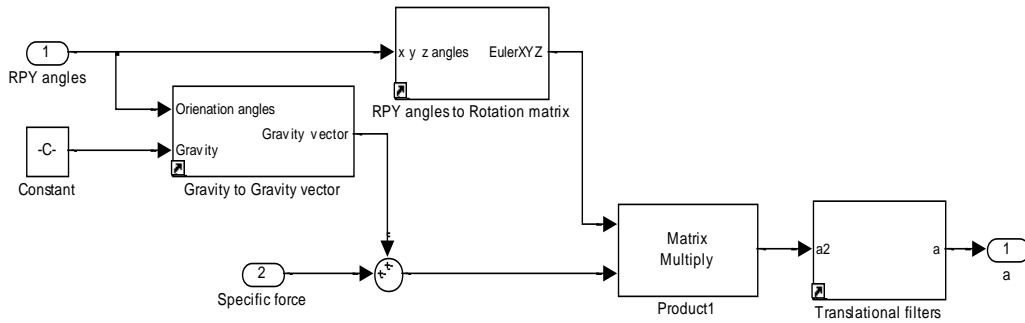 1
RPY angles
x y z angles
EulerXYZ
RPY angles to Rotation matrix
Orienation angles
Gravity vector
Gravity
Gravity to Gravity vector
-C-
Constant
2
Specific force
+
+
Matrix
Multiply
Product1
a2
a
Translational filters
1
a